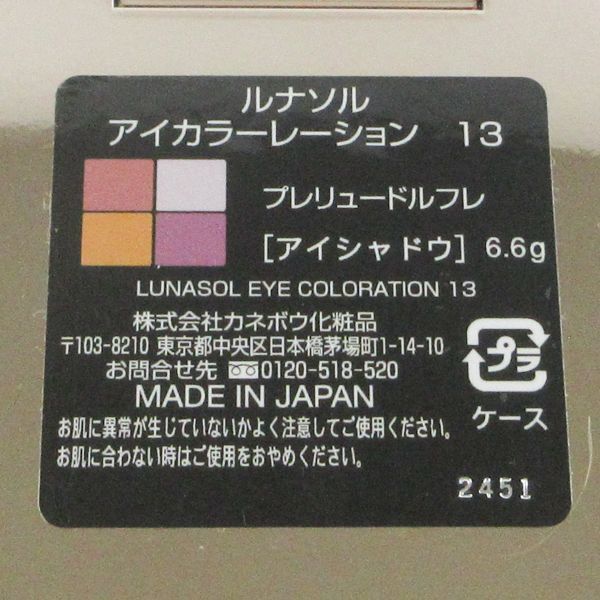 ルナソル
アイカラーレーション 13
プレリュードルフレ
[アイシャドウ] 6.6g
LUNASOL EYE COLORATION 13
株式会社カネボウ化粧品
〒103-8210 東京都中央区日本橋茅場町1-14-10
お問合せ先 0120-518-520
MADE IN JAPAN
プラ
ケース
お肌に異常が生じていないかよく注意してご使用ください。
お肌に合わない時はご使用をおやめください。
2451